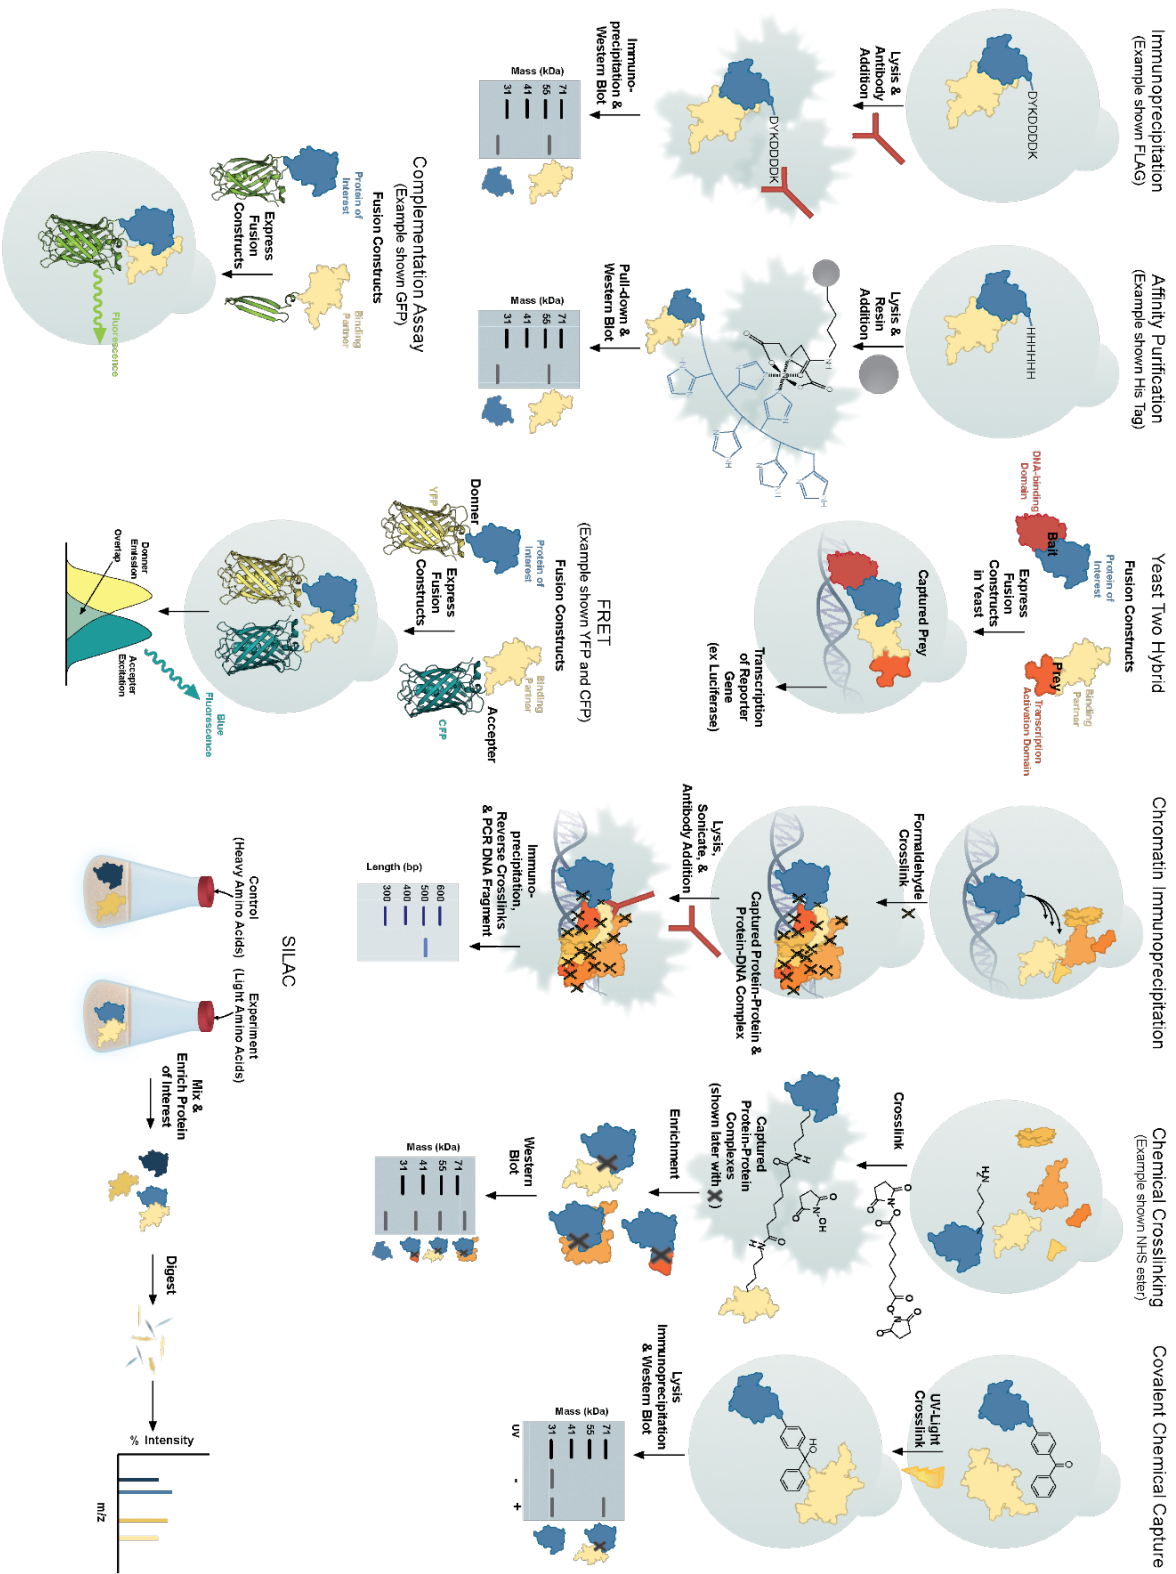 Immunoprecipitation
(Example shown FLAG)
DYKDDDDK
Lysis &
Antibody
Addition
DYKDDDDK
Immuno-
precipitation &
Western Blot
Mass (kDa)
71
55
41
31
Affinity Purification
(Example shown His Tag)
HHHHHH
Lysis &
Resin
Addition
Pull-down &
Western Blot
Mass (kDa)
71
55
41
31
Yeast Two Hybrid
Fusion Constructs
DNA-binding
Domain
Bait
Protein of
Interest
Prey
Binding
Partner
Transcription
Activation Domain
Express
Fusion
Constructs
in Yeast
Captured Prey
Transcription
of Reporter
Gene
(ex Luciferase)
Chromatin Immunoprecipitation
Formaldehyde
Crosslink
Captured Protein-Protein &
Protein-DNA Complex
Lysis,
Sonicate, &
Antibody Addition
Immuno-
precipitation,
Reverse Crosslinks
& PCR DNA Fragment
Length (bp)
600
500
400
300
Chemical Crosslinking
(Example shown NHS ester)
H₂N
Crosslink
Captured
Protein-Protein
Complexes
(shown later with X)
Enrichment
Western
Blot
Mass (kDa)
71
55
41
31
Covalent Chemical Capture
O
UV-Light
Crosslink
HO
Lysis
Immunoprecipitation
& Western Blot
Mass (kDa)
71
55
41
31
UV
-
+
Complementation Assay
(Example shown GFP)
Fusion Constructs
Protein of
Interest
Binding
Partner
Express
Fusion
Constructs
Fluorescence
FRET
(Example shown YFP and CFP)
Fusion Constructs
Donner
YFP
Protein of
Interest
Binding
Partner
Accepter
CFP
Express
Fusion
Constructs
Donner
Emission
Overlap
Accepter
Excitation
Blue
Fluorescence
SILAC
Control
(Heavy Amino Acids)
Experiment
(Light Amino Acids)
Mix &
Enrich Protein
of Interest
Digest
% Intensity
m/z